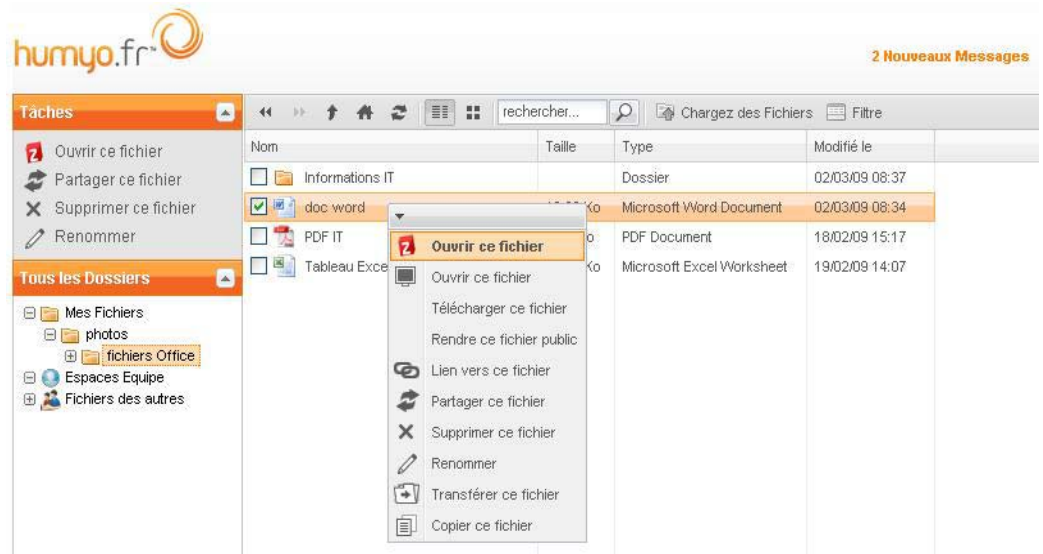 humyo.fr™
2 Nouveaux Messages
Tâches
Ouvrir ce fichier
Partager ce fichier
Supprimer ce fichier
Renommer
Tous les Dossiers
Mes Fichiers
photos
fichiers Office
Espaces Equipe
Fichiers des autres
rechercher... Chargez des Fichiers Filtre
Nom Taille Type Modifié le
Informations IT Dossier 02/03/09 08:37
doc word Ko Microsoft Word Document 02/03/09 08:34
PDF IT PDF Document 18/02/09 15:17
Tableau Exce Ko Microsoft Excel Worksheet 19/02/09 14:07
Ouvrir ce fichier
Ouvrir ce fichier
Télécharger ce fichier
Rendre ce fichier public
Lien vers ce fichier
Partager ce fichier
Supprimer ce fichier
Renommer
Transférer ce fichier
Copier ce fichier